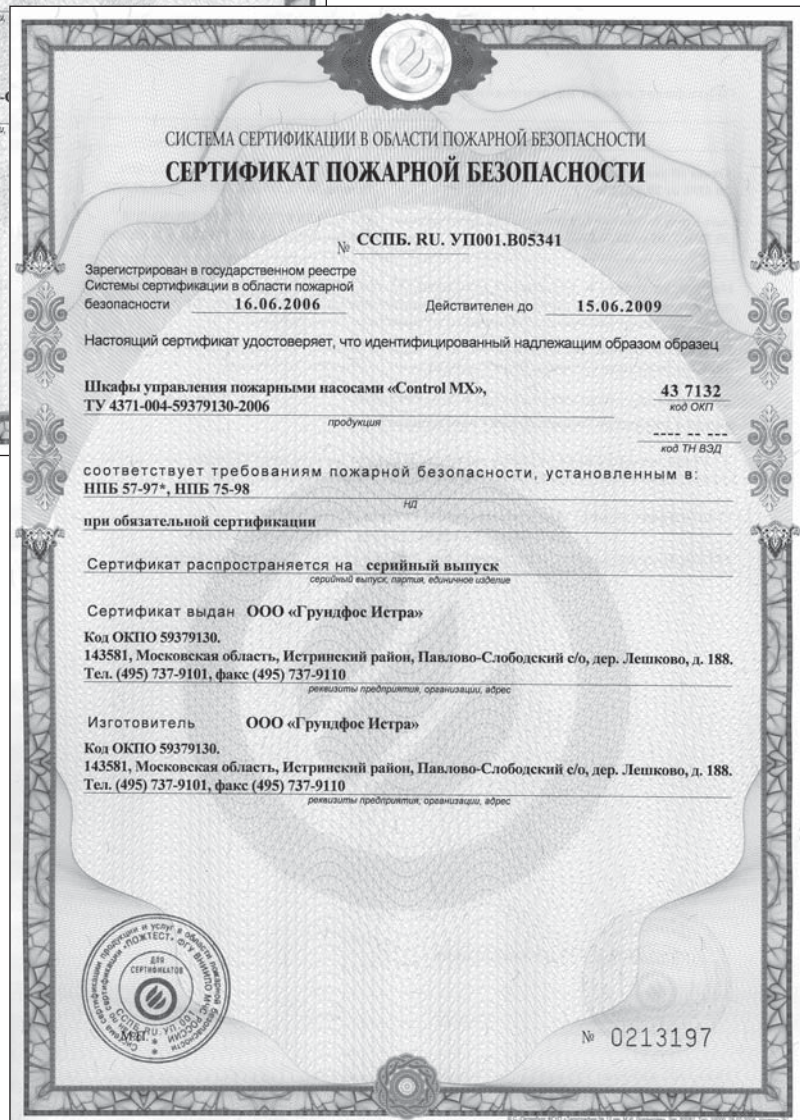 СИСТЕМА СЕРТИФИКАЦИИ В ОБЛАСТИ ПОЖАРНОЙ БЕЗОПАСНОСТИ
СЕРТИФИКАТ ПОЖАРНОЙ БЕЗОПАСНОСТИ
№ ССПБ. RU. УП001.В05341
Зарегистрирован в государственном реестре
Системы сертификации в области пожарной
безопасности 16.06.2006 Действителен до 15.06.2009
Настоящий сертификат удостоверяет, что идентифицированный надлежащим образом образец
Шкафы управления пожарными насосами «Control MX», 43 7132
ТУ 4371-004-59379130-2006 код ОКП
продукция
---- -- ---
код ТН ВЭД
соответствует требованиям пожарной безопасности, установленным в:
НПБ 57-97*, НПБ 75-98
НД
при обязательной сертификации
Сертификат распространяется на серийный выпуск
серийный выпуск, партия, единичное изделие
Сертификат выдан ООО «Грундфос Истра»
Код ОКПО 59379130.
143581, Московская область, Истринский район, Павлово-Слободский с/о, дер. Лешково, д. 188.
Тел. (495) 737-9101, факс (495) 737-9110
реквизиты предприятия, организации, адрес
Изготовитель ООО «Грундфос Истра»
Код ОКПО 59379130.
143581, Московская область, Истринский район, Павлово-Слободский с/о, дер. Лешково, д. 188.
Тел. (495) 737-9101, факс (495) 737-9110
реквизиты предприятия, организации, адрес
ДЛЯ
СЕРТИФИКАТОВ
ССПБ.RU.УП.001
М.П.
№ 0213197